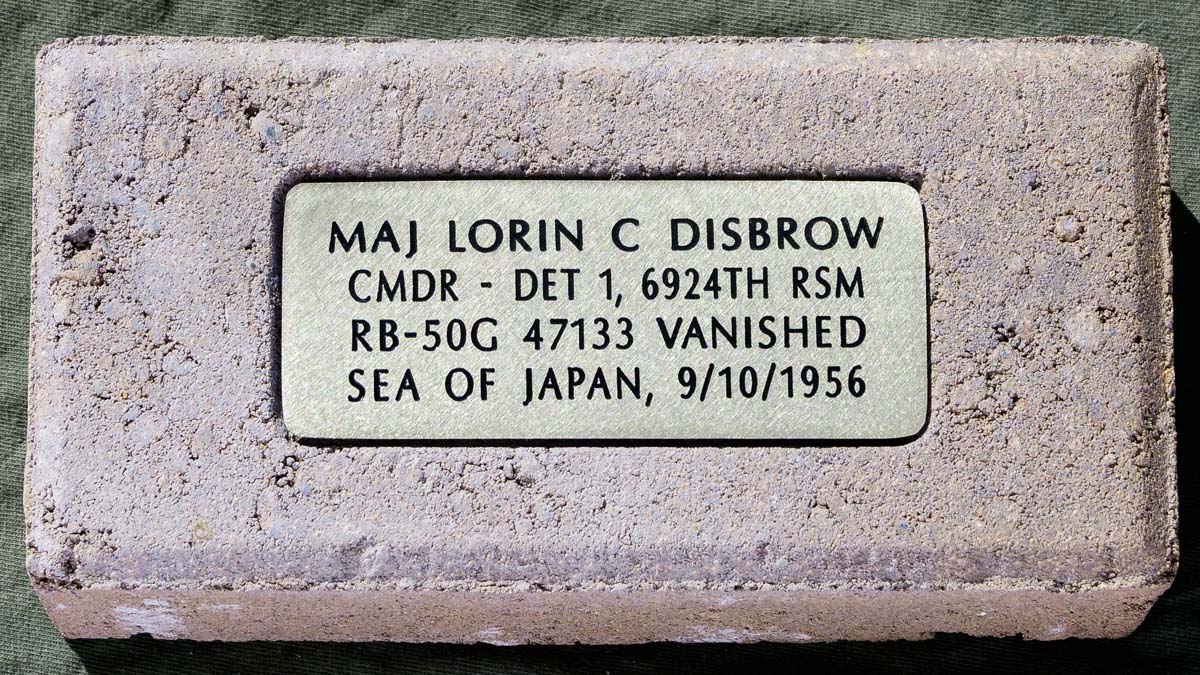 MAJ LORIN C DISBROW
CMDR - DET 1, 6924TH RSM
RB-50G 47133 VANISHED
SEA OF JAPAN, 9/10/1956